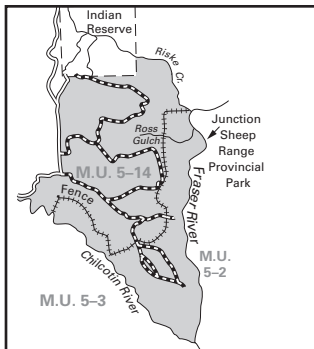 Indian
Reserve
Riske Cr.
Junction
Sheep
Range
Provincial
Park
Ross
Gulch
M.U. 5–14
Fence
Fraser River
M.U.
5–2
Chilcotin River
M.U. 5–3